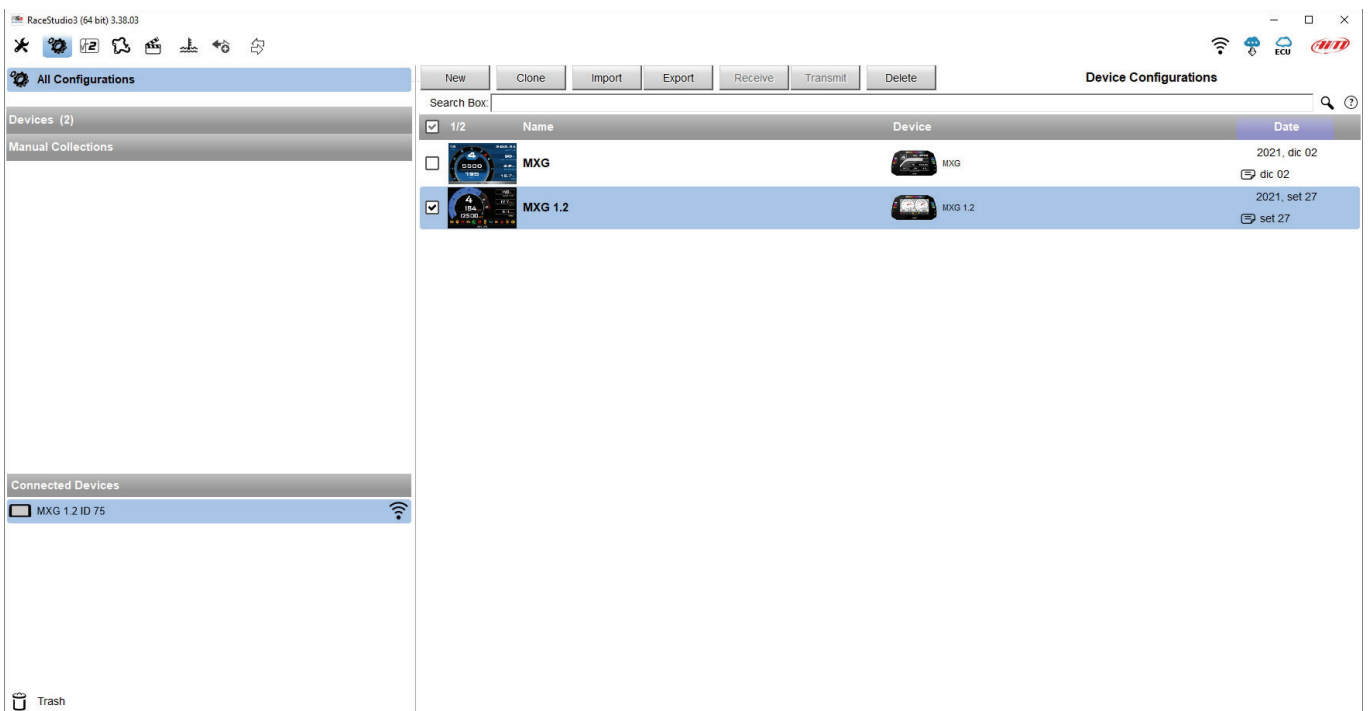 RaceStudio3 (64 bit) 3.38.03
ECU
All Configurations
New Clone Import Export Receive Transmit Delete Device Configurations
Search Box:
Devices (2)
1/2 Name Device Date
Manual Collections
MXG MXG 2021, dic 02
dic 02
MXG 1.2 MXG 1.2 2021, set 27
set 27
Connected Devices
MXG 1.2 ID 75
Trash